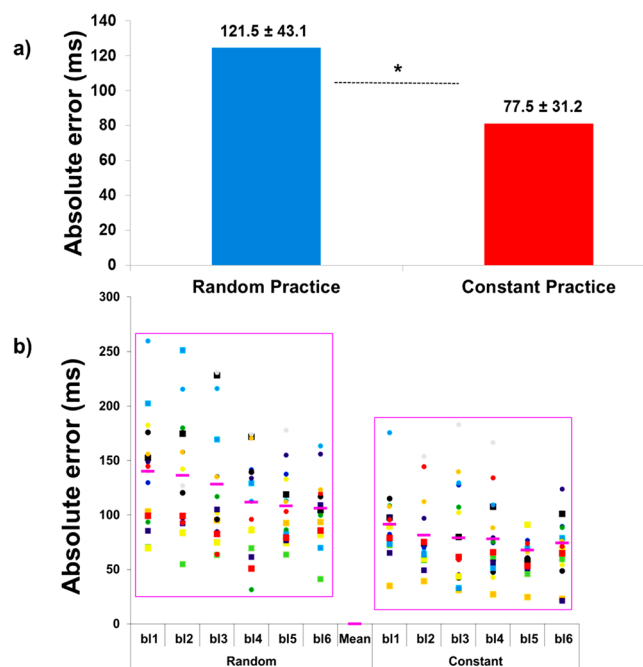 a)
Absolute error (ms)
140
120
100
80
60
40
20
0
121.5 ± 43.1
*
77.5 ± 31.2
Random Practice Constant Practice
b)
Absolute error (ms)
300
250
200
150
100
50
0
bl1 bl2 bl3 bl4 bl5 bl6 Mean bl1 bl2 bl3 bl4 bl5 bl6
Random Constant